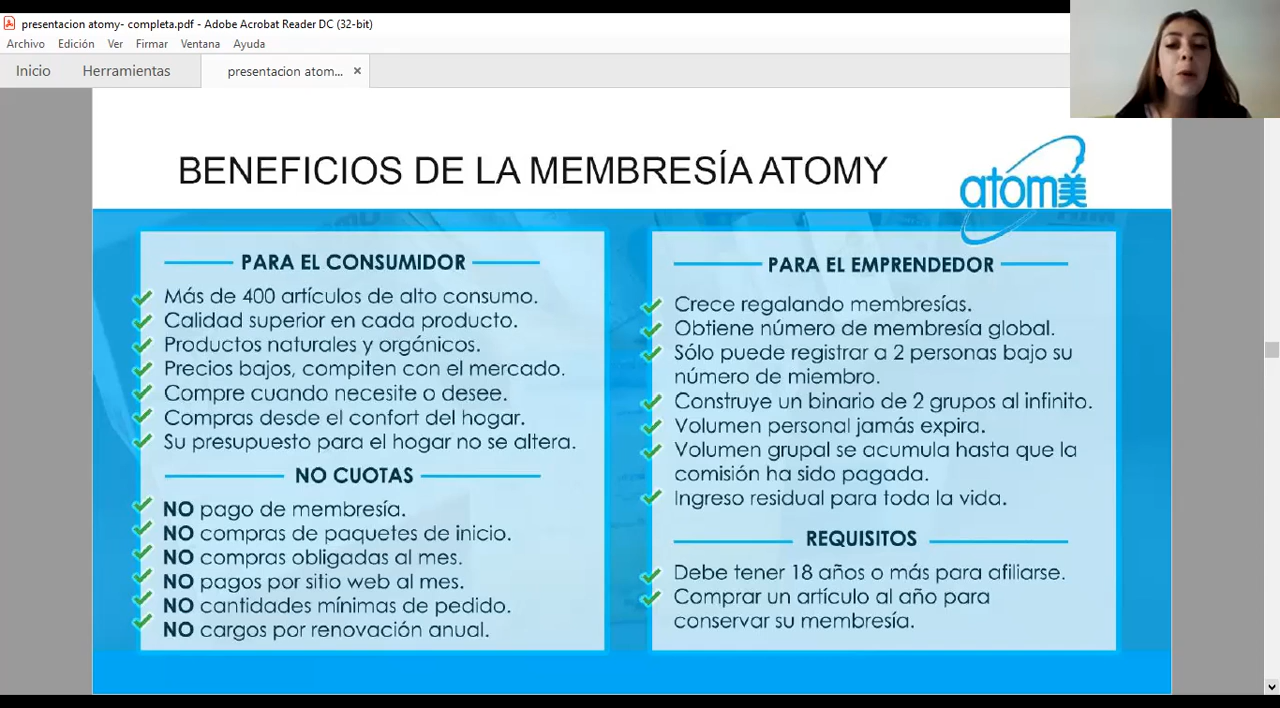 presentacion atomy- completa.pdf - Adobe Acrobat Reader DC (32-bit)
Archivo Edición Ver Firmar Ventana Ayuda
Inicio Herramientas presentacion atom... ×
BENEFICIOS DE LA MEMBRESÍA ATOMY
atom美
PARA EL CONSUMIDOR
Más de 400 artículos de alto consumo.
Calidad superior en cada producto.
Productos naturales y orgánicos.
Precios bajos, compiten con el mercado.
Compre cuando necesite o desee.
Compras desde el confort del hogar.
Su presupuesto para el hogar no se altera.
NO CUOTAS
NO pago de membresía.
NO compras de paquetes de inicio.
NO compras obligadas al mes.
NO pagos por sitio web al mes.
NO cantidades mínimas de pedido.
NO cargos por renovación anual.
PARA EL EMPRENDEDOR
Crece regalando membresías.
Obtiene número de membresía global.
Sólo puede registrar a 2 personas bajo su
número de miembro.
Construye un binario de 2 grupos al infinito.
Volumen personal jamás expira.
Volumen grupal se acumula hasta que la
comisión ha sido pagada.
Ingreso residual para toda la vida.
REQUISITOS
Debe tener 18 años o más para afiliarse.
Comprar un artículo al año para
conservar su membresía.